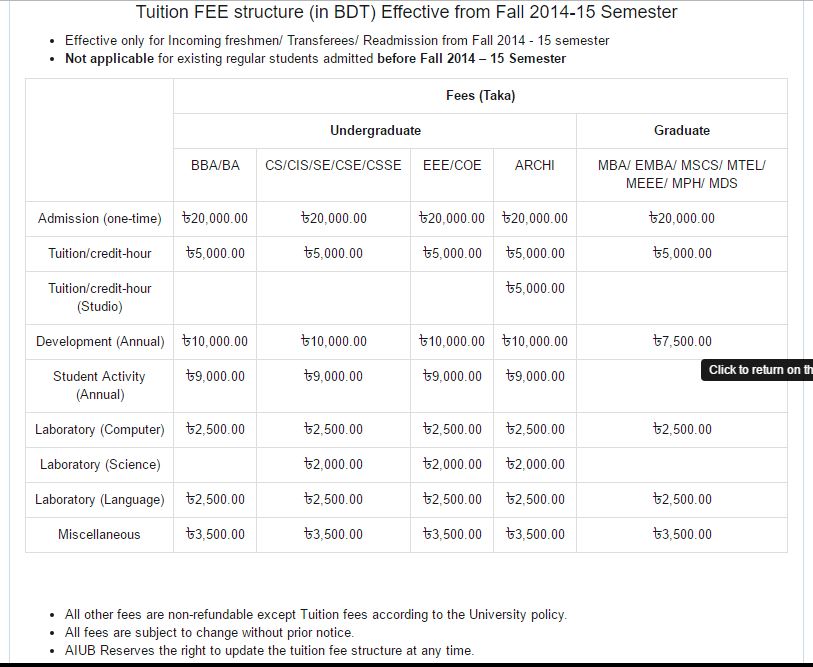 Tuition FEE structure (in BDT) Effective from Fall 2014-15 Semester
• Effective only for Incoming freshmen/ Transferees/ Readmission from Fall 2014 - 15 semester
• Not applicable for existing regular students admitted before Fall 2014 – 15 Semester
Fees (Taka)
Undergraduate Graduate
BBA/BA CS/CIS/SE/CSE/CSSE EEE/COE ARCHI MBA/ EMBA/ MSCS/ MTEL/
MEEE/ MPH/ MDS
Admission (one-time) ৳20,000.00 ৳20,000.00 ৳20,000.00 ৳20,000.00 ৳20,000.00
Tuition/credit-hour ৳5,000.00 ৳5,000.00 ৳5,000.00 ৳5,000.00 ৳5,000.00
Tuition/credit-hour ৳5,000.00
(Studio)
Development (Annual) ৳10,000.00 ৳10,000.00 ৳10,000.00 ৳10,000.00 ৳7,500.00
Click to return on th
Student Activity ৳9,000.00 ৳9,000.00 ৳9,000.00 ৳9,000.00
(Annual)
Laboratory (Computer) ৳2,500.00 ৳2,500.00 ৳2,500.00 ৳2,500.00 ৳2,500.00
Laboratory (Science) ৳2,000.00 ৳2,000.00 ৳2,000.00
Laboratory (Language) ৳2,500.00 ৳2,500.00 ৳2,500.00 ৳2,500.00 ৳2,500.00
Miscellaneous ৳3,500.00 ৳3,500.00 ৳3,500.00 ৳3,500.00 ৳3,500.00
• All other fees are non-refundable except Tuition fees according to the University policy.
• All fees are subject to change without prior notice.
• AIUB Reserves the right to update the tuition fee structure at any time.